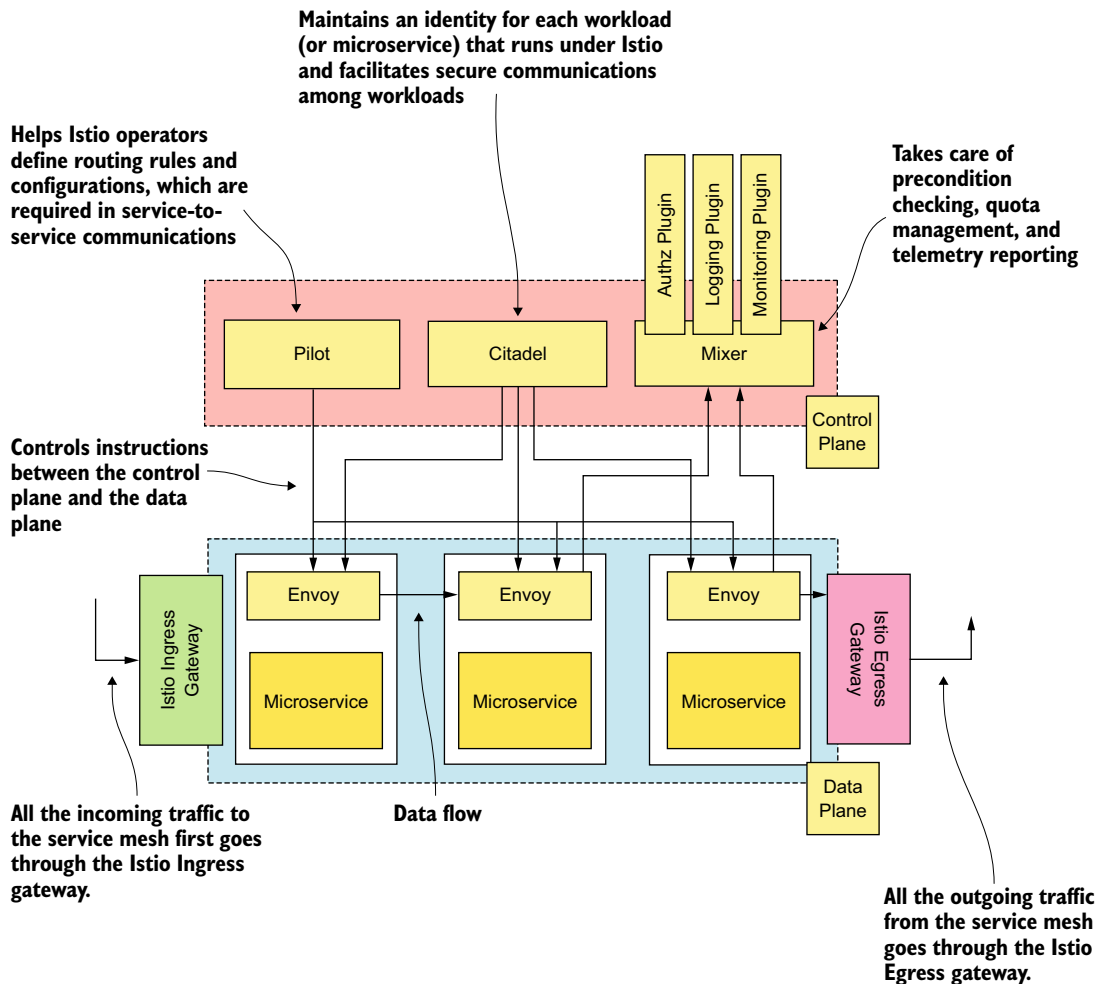 Maintains an identity for each workload
(or microservice) that runs under Istio
and facilitates secure communications
among workloads
Helps Istio operators
define routing rules and
configurations, which are
required in service-to-
service communications
Takes care of
precondition
checking, quota
management, and
telemetry reporting
Authz Plugin
Logging Plugin
Monitoring Plugin
Pilot
Citadel
Mixer
Control
Plane
Controls instructions
between the control
plane and the data
plane
Istio Ingress
Gateway
Envoy
Envoy
Envoy
Microservice
Microservice
Microservice
Istio Egress
Gateway
Data
Plane
All the incoming traffic to
the service mesh first goes
through the Istio Ingress
gateway.
Data flow
All the outgoing traffic
from the service mesh
goes through the Istio
Egress gateway.